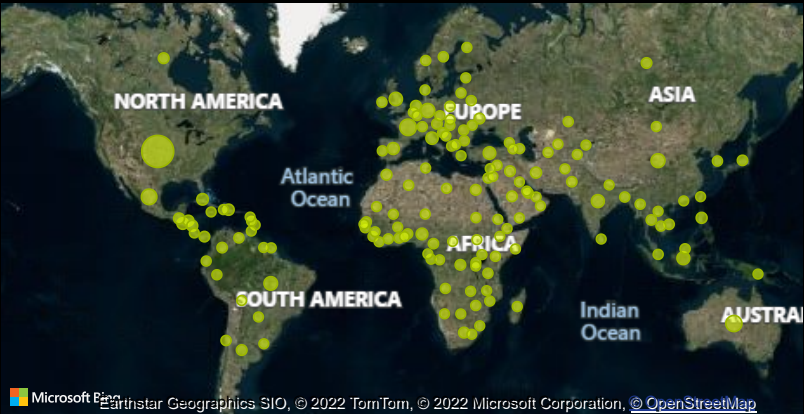 NORTH AMERICA
EUROPE
ASIA
Atlantic
Ocean
AFRICA
SOUTH AMERICA
Indian
Ocean
AUSTRAL
Microsoft Bing
Earthstar Geographics SIO, © 2022 TomTom, © 2022 Microsoft Corporation, © OpenStreetMap